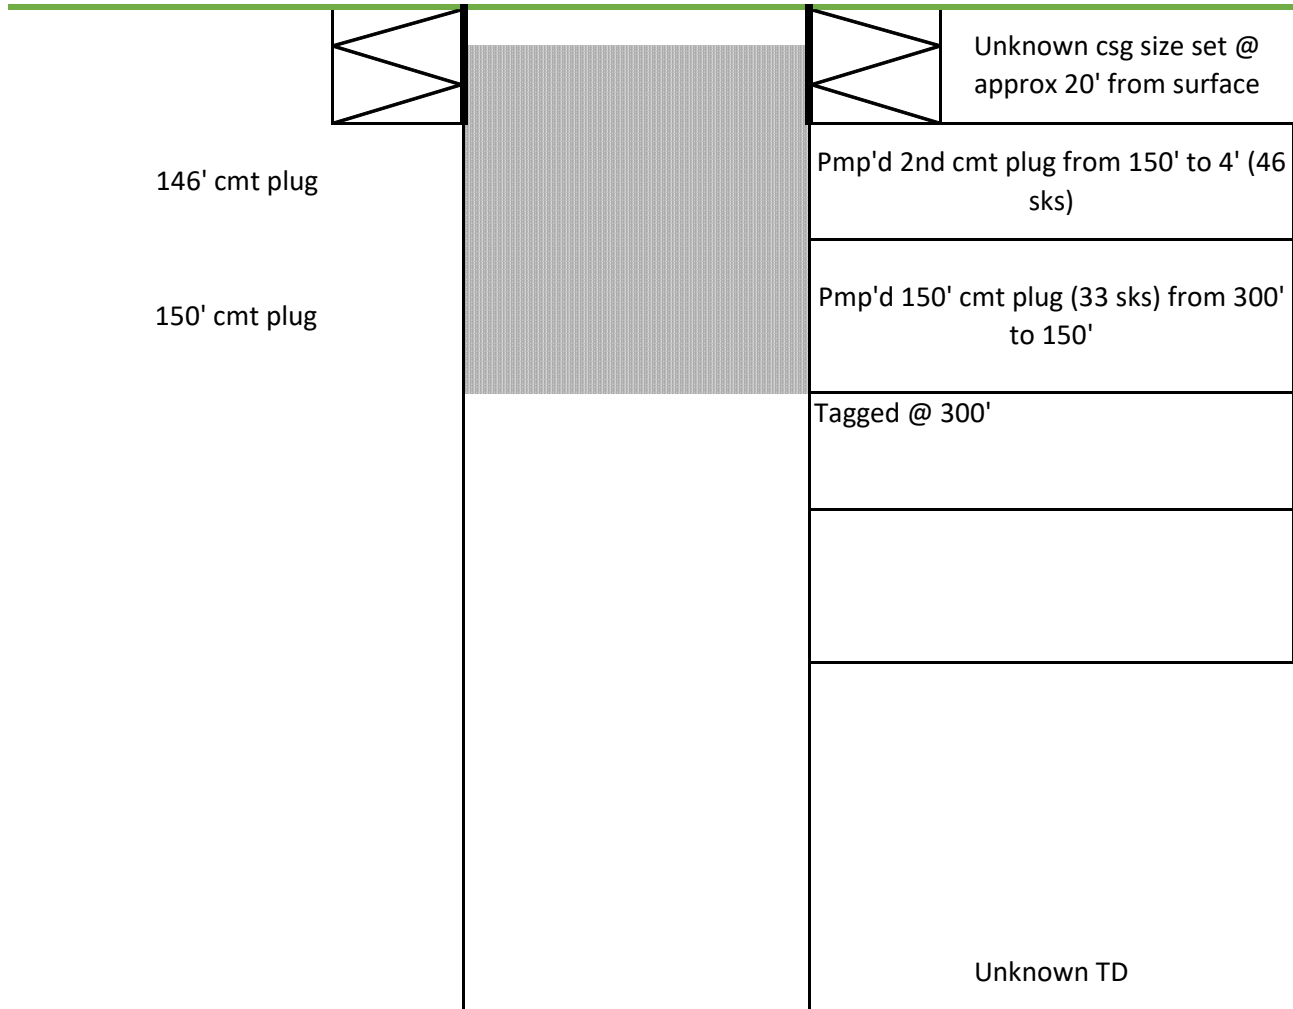 Unknown csg size set @
approx 20' from surface
146' cmt plug
Pmp'd 2nd cmt plug from 150' to 4' (46
sks)
150' cmt plug
Pmp'd 150' cmt plug (33 sks) from 300'
to 150'
Tagged @ 300'
Unknown TD